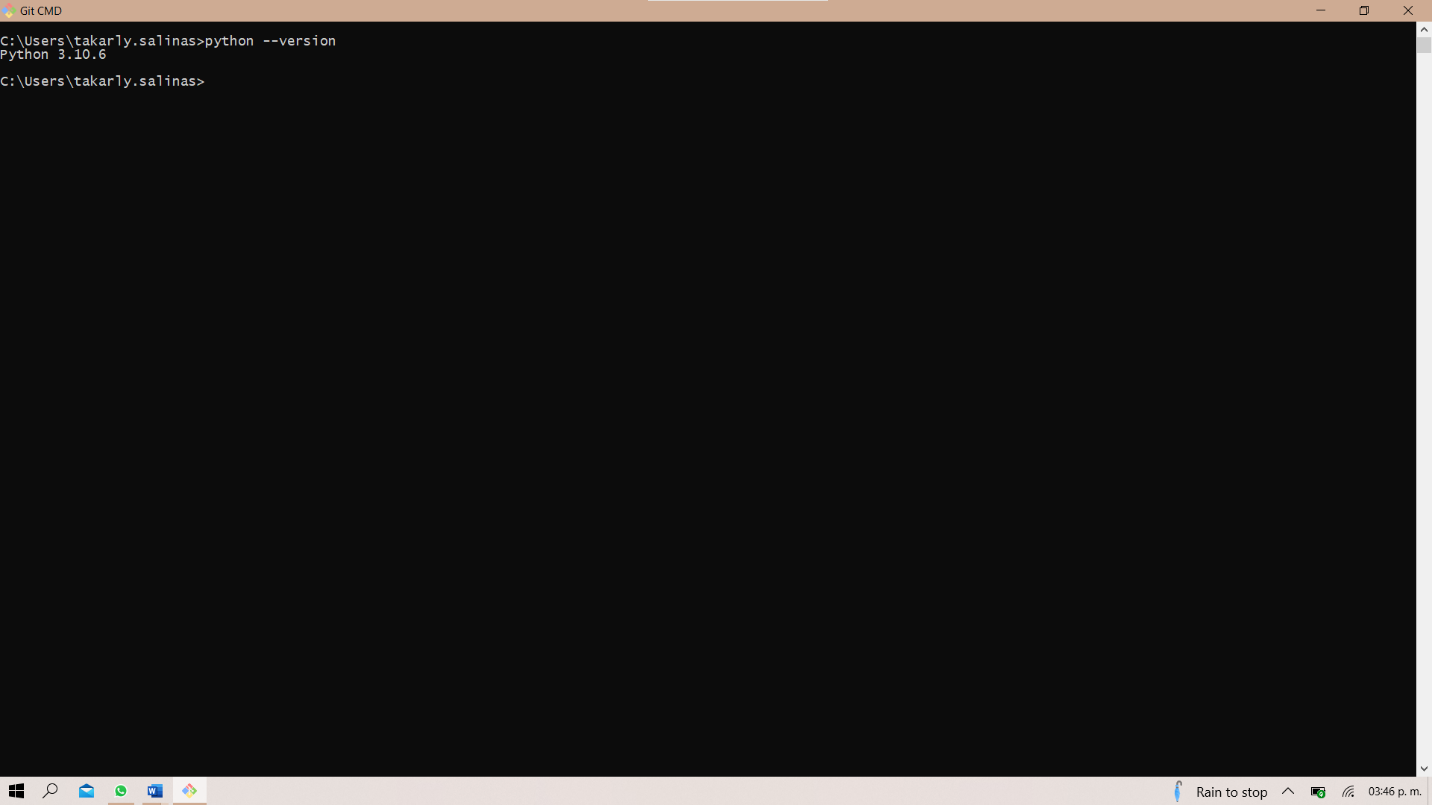 Git CMD
C:\Users\takarly.salinas>python --version
Python 3.10.6
C:\Users\takarly.salinas>
Rain to stop
03:46 p. m.